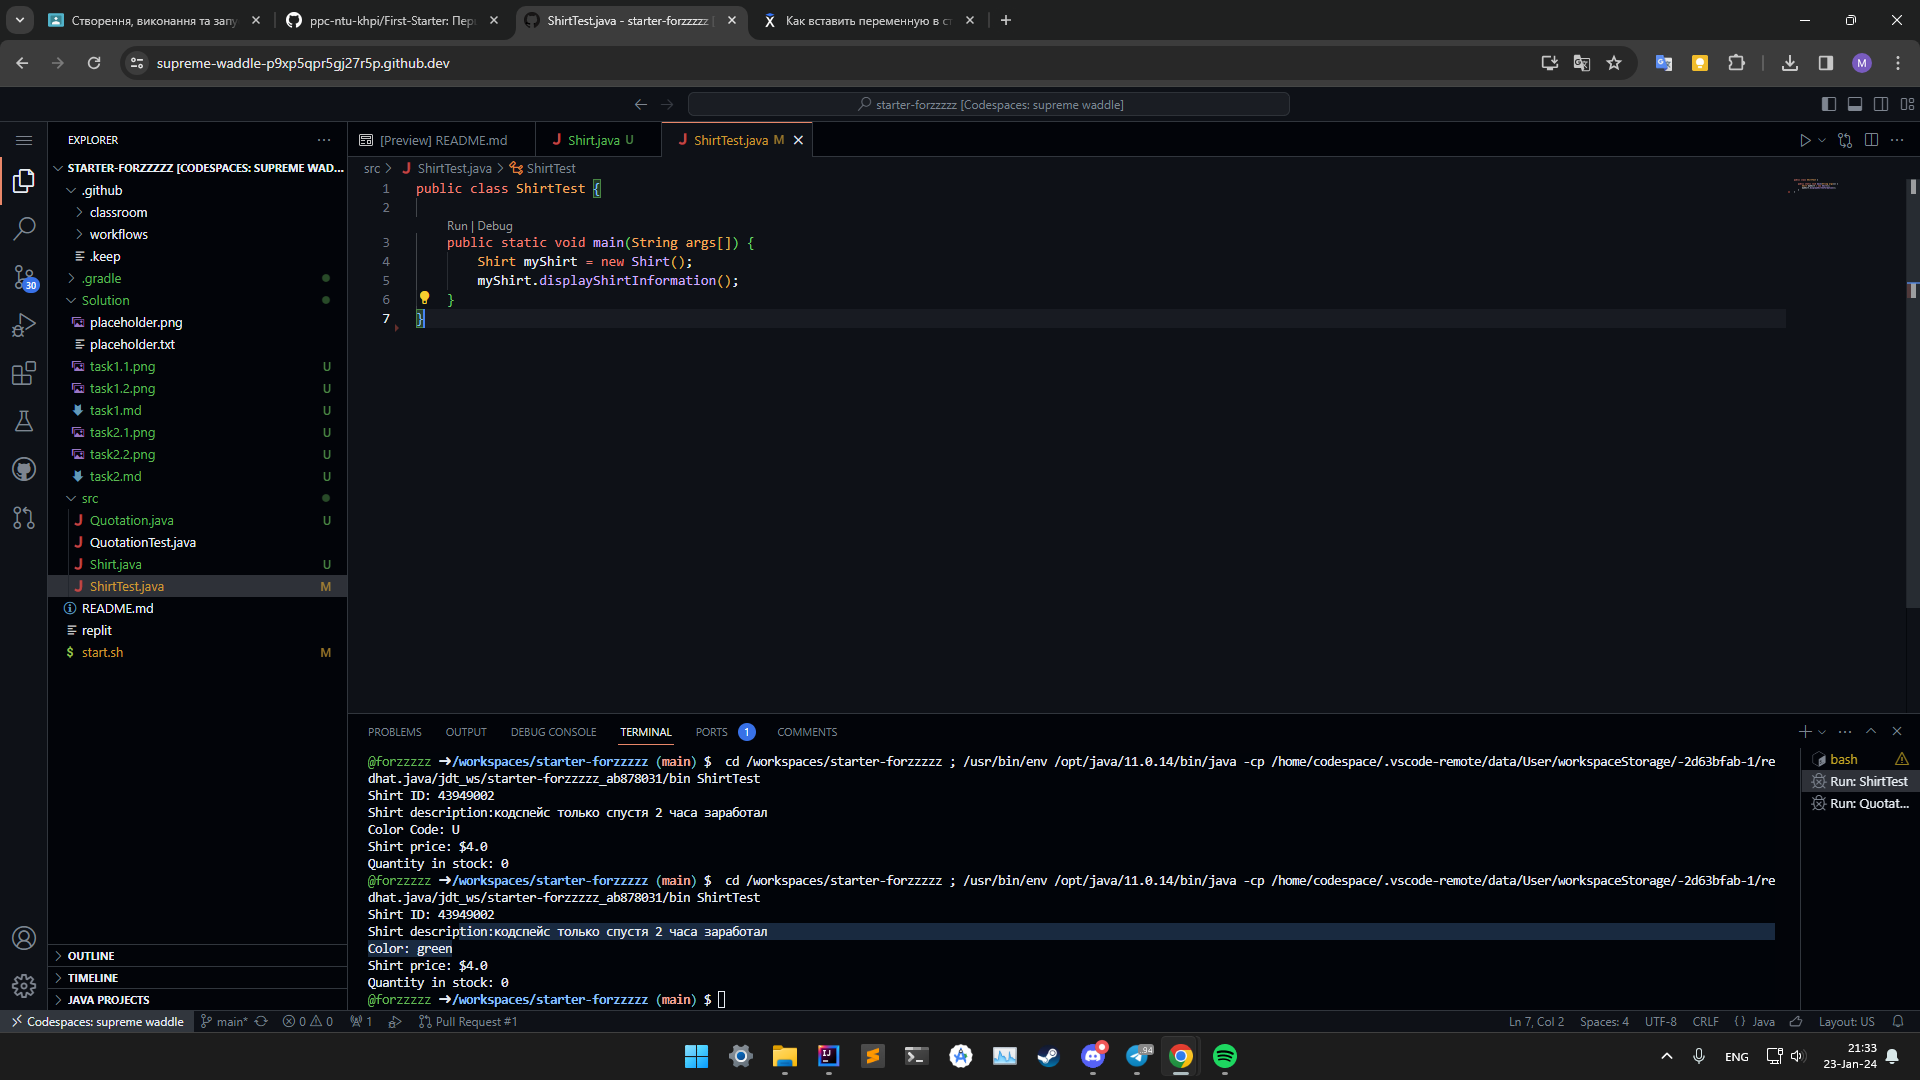 Створення, виконання та запу
ppc-ntu-khpi/First-Starter: Пер
ShirtTest.java - starter-forzzzzz
Как вставить переменную в с
supreme-waddle-p9xp5qpr5gj27r5p.github.dev
M
starter-forzzzzz [Codespaces: supreme waddle]
EXPLORER
STARTER-FORZZZZZ [CODESPACES: SUPREME WAD...
.github
classroom
workflows
.keep
.gradle
Solution
placeholder.png
placeholder.txt
task1.1.png U
task1.2.png U
task1.md U
task2.1.png U
task2.2.png U
task2.md U
src
Quotation.java U
QuotationTest.java
Shirt.java U
ShirtTest.java M
README.md
replit
start.sh M
OUTLINE
TIMELINE
JAVA PROJECTS
30
[Preview] README.md
Shirt.java U
ShirtTest.java M
src > ShirtTest.java > ShirtTest
1 public class ShirtTest {
2
Run | Debug
3 public static void main(String args[]) {
4 Shirt myShirt = new Shirt();
5 myShirt.displayShirtInformation();
6 }
7 }
PROBLEMS OUTPUT DEBUG CONSOLE TERMINAL PORTS 1 COMMENTS
@forzzzzz ➜/workspaces/starter-forzzzzz (main) $ cd /workspaces/starter-forzzzzz ; /usr/bin/env /opt/java/11.0.14/bin/java -cp /home/codespace/.vscode-remote/data/User/workspaceStorage/-2d63bfab-1/re
dhat.java/jdt_ws/starter-forzzzzz_ab878031/bin ShirtTest
Shirt ID: 43949002
Shirt description:кодспейс только спустя 2 часа заработал
Color Code: U
Shirt price: $4.0
Quantity in stock: 0
@forzzzzz ➜/workspaces/starter-forzzzzz (main) $ cd /workspaces/starter-forzzzzz ; /usr/bin/env /opt/java/11.0.14/bin/java -cp /home/codespace/.vscode-remote/data/User/workspaceStorage/-2d63bfab-1/re
dhat.java/jdt_ws/starter-forzzzzz_ab878031/bin ShirtTest
Shirt ID: 43949002
Shirt description:кодспейс только спустя 2 часа заработал
Color: green
Shirt price: $4.0
Quantity in stock: 0
@forzzzzz ➜/workspaces/starter-forzzzzz (main) $
bash
Run: ShirtTest
Run: Quotat...
Codespaces: supreme waddle main* 0 0 1 Pull Request #1
Ln 7, Col 2 Spaces: 4 UTF-8 CRLF {} Java Layout: US
94
ENG
21:33
23-Jan-24